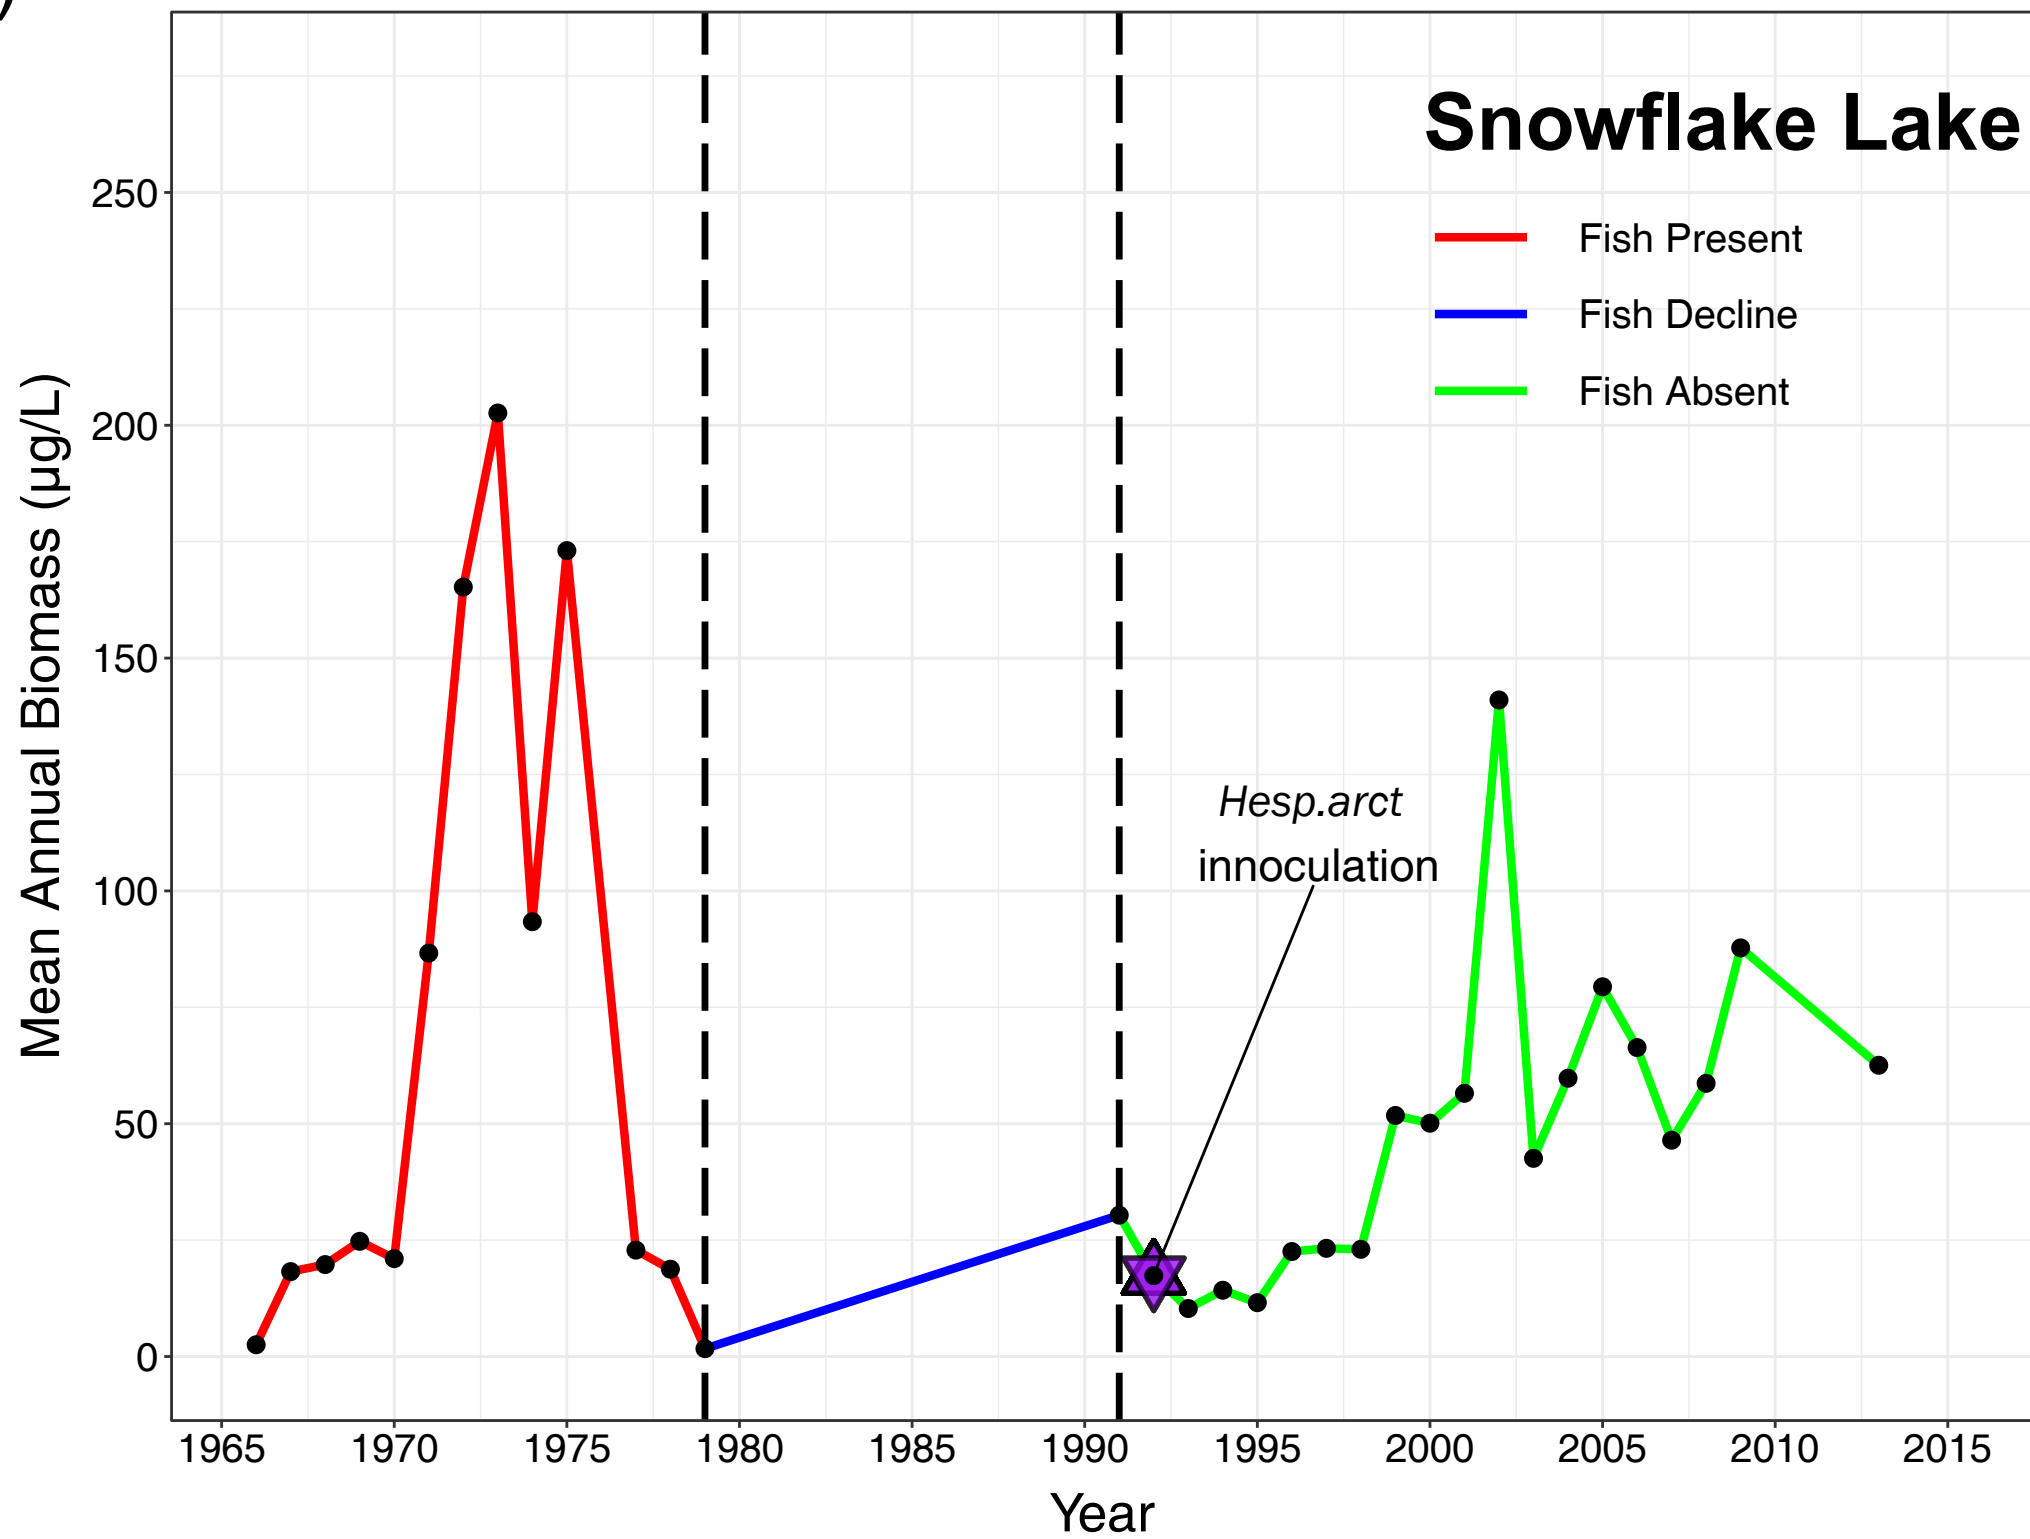 )
Snowflake Lake
Fish Present
Fish Decline
Fish Absent
Hesp.arct
innoculation
Mean Annual Biomass (µg/L)
250
200
150
100
50
0
1965 1970 1975 1980 1985 1990 1995 2000 2005 2010 2015
Year